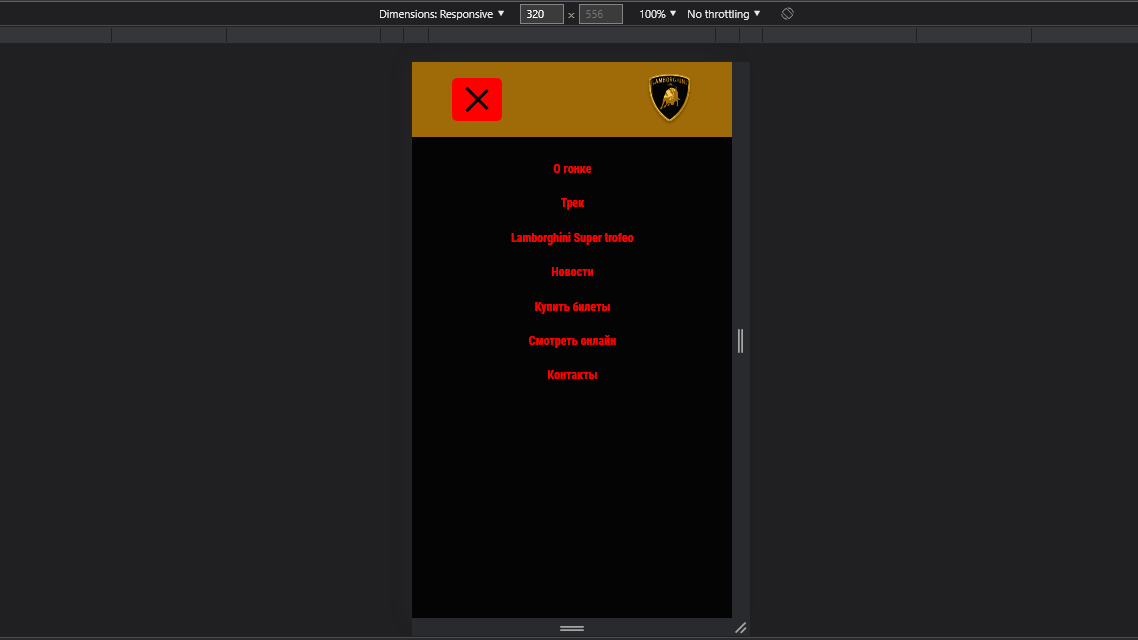 Dimensions: Responsive ▼ 320 × 556 100% ▼ No throttling ▼
LAMBORGHINI
О гонке
Трек
Lamborghini Super trofeo
Новости
Купить билеты
Смотреть онлайн
Контакты